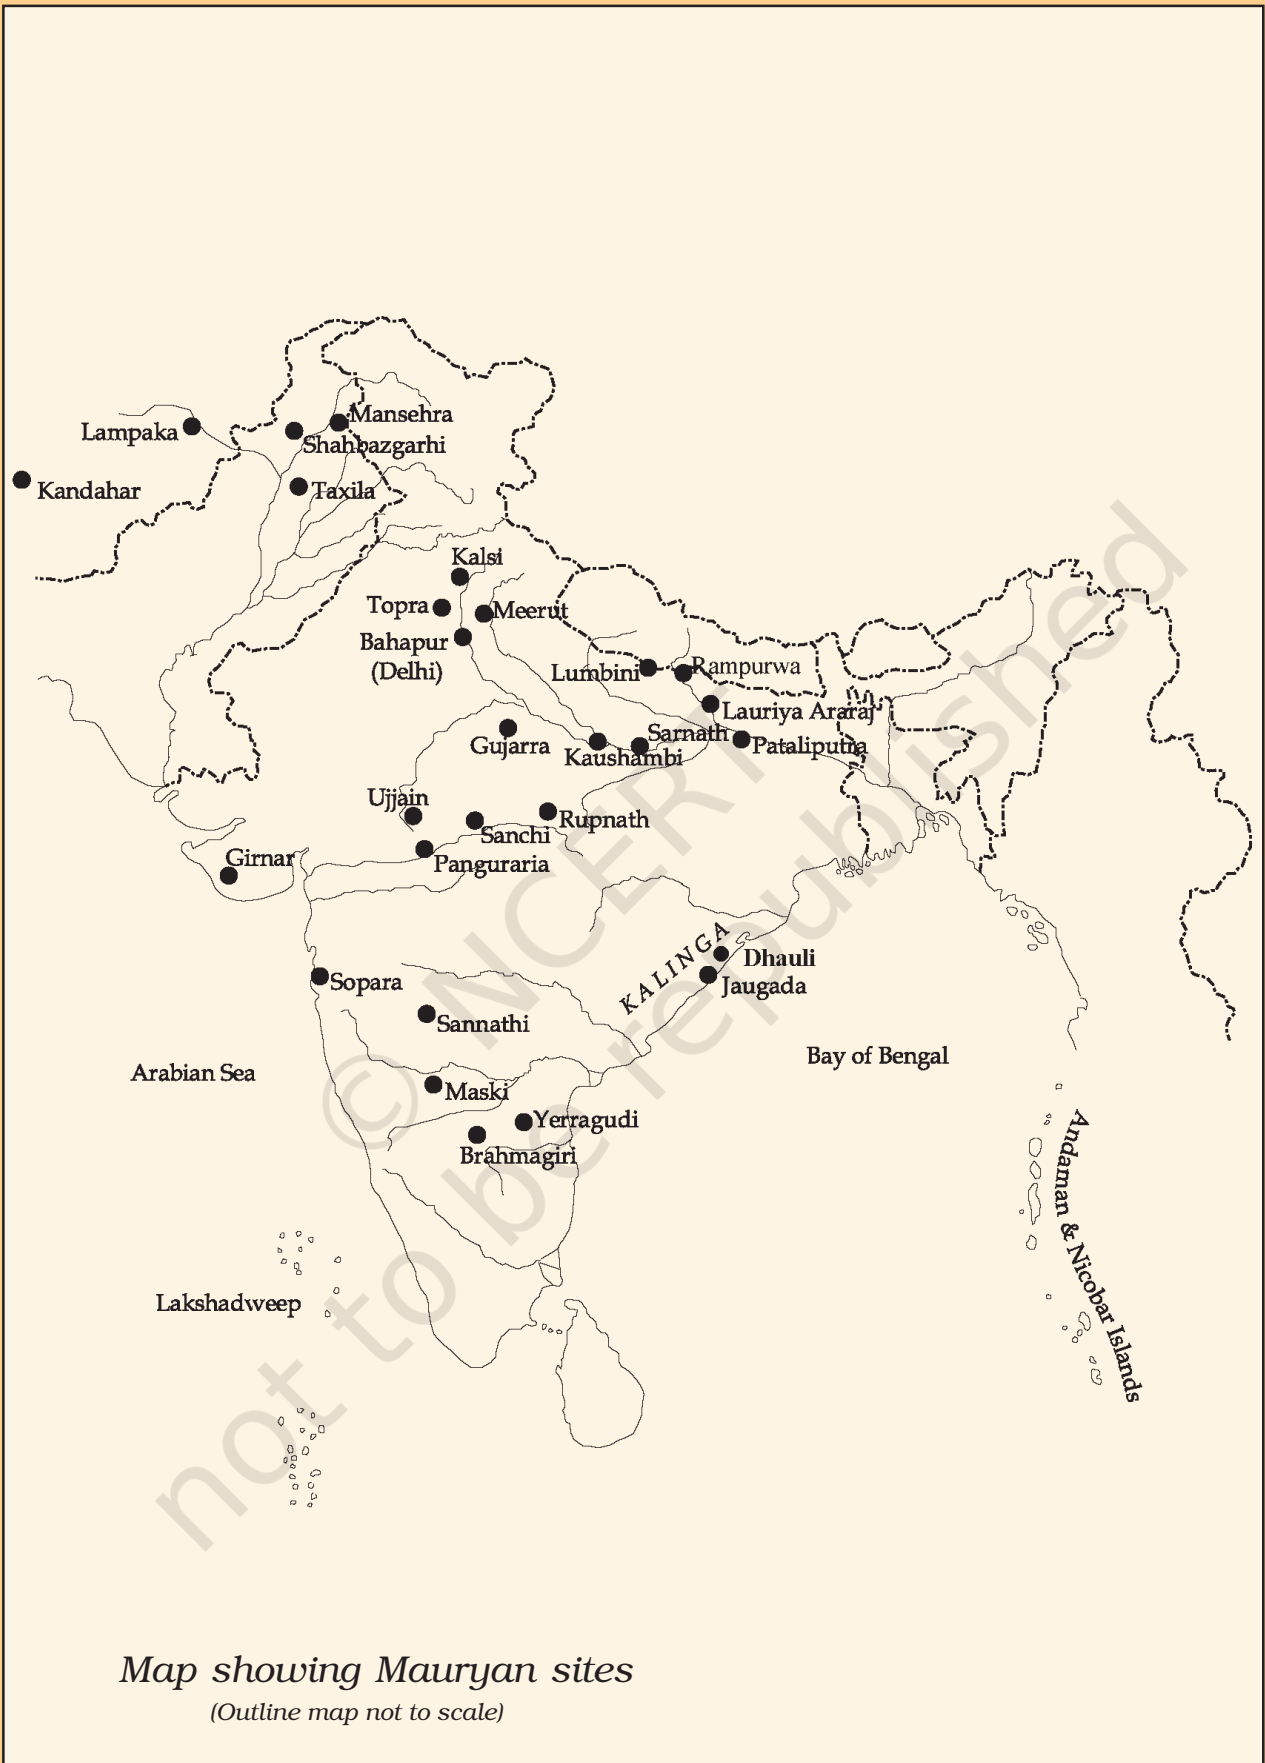 Mansehra
Lampaka
Shahbazgarhi
Kandahar
Taxila
Kalsi
Topra
Meerut
Bahapur
(Delhi)
Lumbini
Rampurwa
Lauriya Araraj
Sarnath
Pataliputra
Gujarra
Kaushambi
Ujjain
Rupnath
Sanchi
Girnar
Panguraria
KALINGA
Dhauli
Jaugada
Sopara
Sannathi
Bay of Bengal
Arabian Sea
Maski
Yerragudi
Brahmagiri
Andaman & Nicobar Islands
Lakshadweep
© NCERT
not to be republished
Map showing Mauryan sites
(Outline map not to scale)